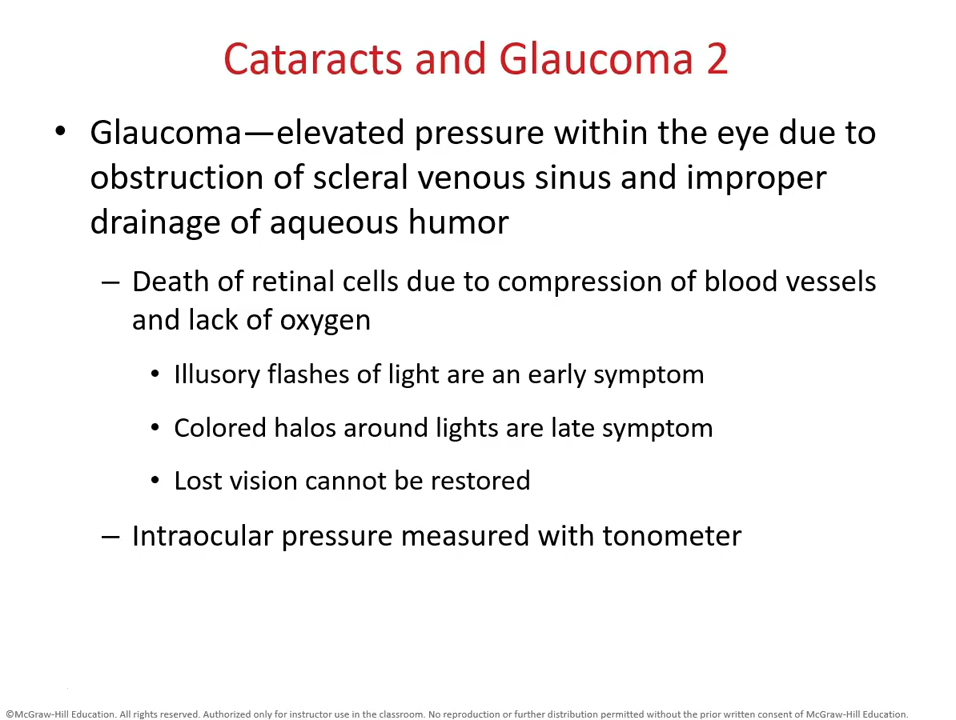 Cataracts and Glaucoma 2
• Glaucoma—elevated pressure within the eye due to
obstruction of scleral venous sinus and improper
drainage of aqueous humor
– Death of retinal cells due to compression of blood vessels
and lack of oxygen
• Illusory flashes of light are an early symptom
• Colored halos around lights are late symptom
• Lost vision cannot be restored
– Intraocular pressure measured with tonometer
©McGraw-Hill Education. All rights reserved. Authorized only for instructor use in the classroom. No reproduction or further distribution permitted without the prior written consent of McGraw-Hill Education.